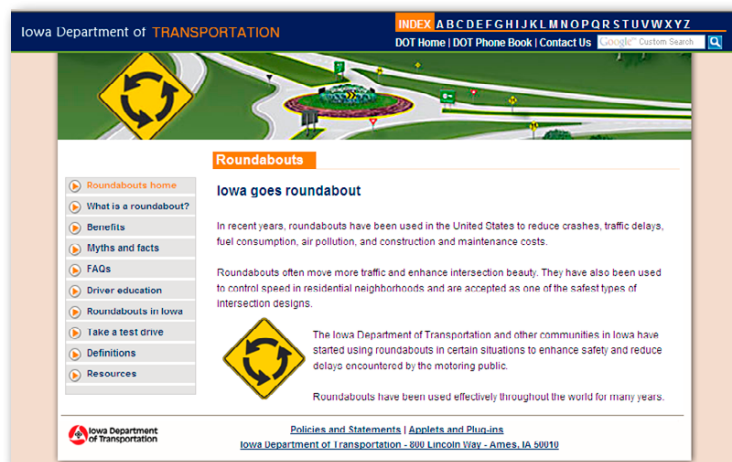 Iowa Department of TRANSPORTATION
INDEX A B C D E F G H I J K L M N O P Q R S T U V W X Y Z
DOT Home | DOT Phone Book | Contact Us Google™ Custom Search
Roundabouts
Roundabouts home
What is a roundabout?
Benefits
Myths and facts
FAQs
Driver education
Roundabouts in Iowa
Take a test drive
Definitions
Resources
Iowa goes roundabout
In recent years, roundabouts have been used in the United States to reduce crashes, traffic delays,
fuel consumption, air pollution, and construction and maintenance costs.
Roundabouts often move more traffic and enhance intersection beauty. They have also been used
to control speed in residential neighborhoods and are accepted as one of the safest types of
intersection designs.
The Iowa Department of Transportation and other communities in Iowa have
started using roundabouts in certain situations to enhance safety and reduce
delays encountered by the motoring public.
Roundabouts have been used effectively throughout the world for many years.
Iowa Department
of Transportation
Policies and Statements | Applets and Plug-ins
Iowa Department of Transportation - 800 Lincoln Way - Ames, IA 50010